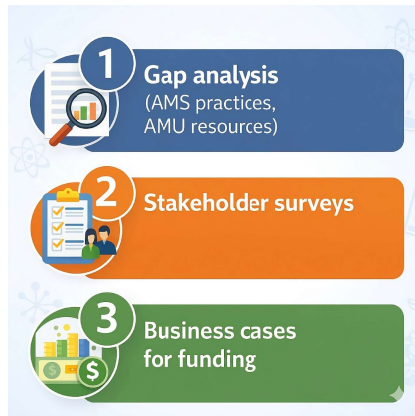 1
Gap analysis
(AMS practices,
AMU resources)
2
Stakeholder surveys
3
Business cases
for funding
$